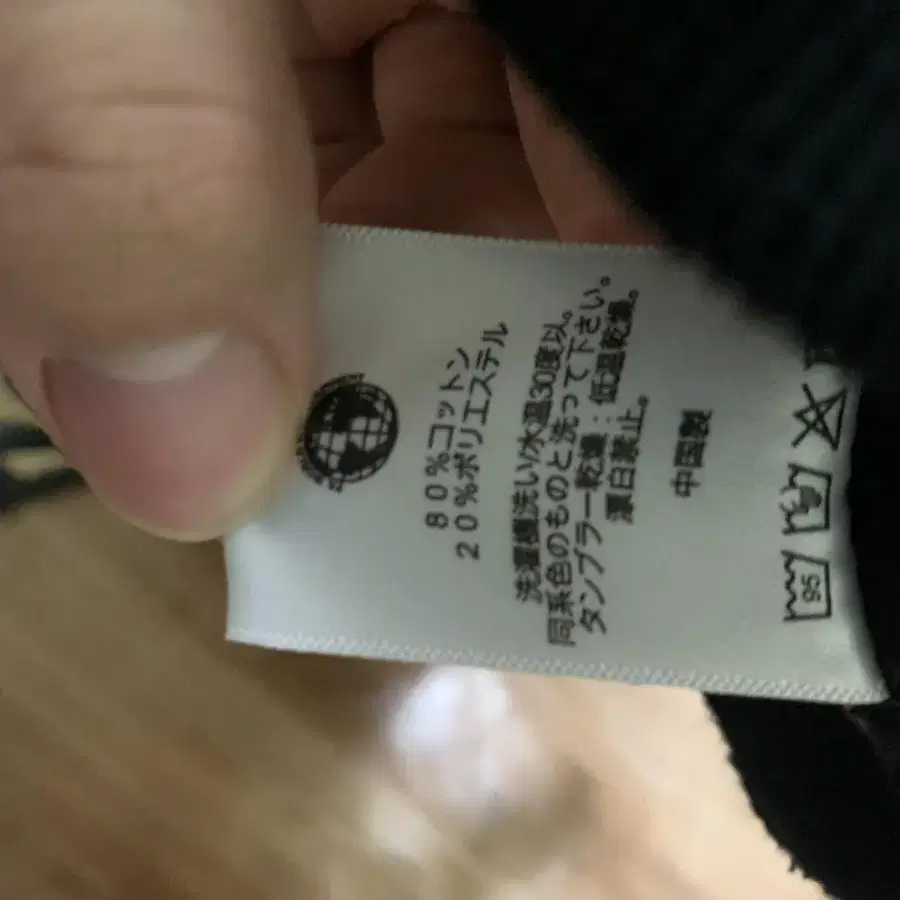 80%コットン
20%ポリエステル
洗濯機洗い/水温30度以。
同系色のものと洗って下さい。
タンブラー乾燥：低温乾燥。
漂白禁止。
中国製
95